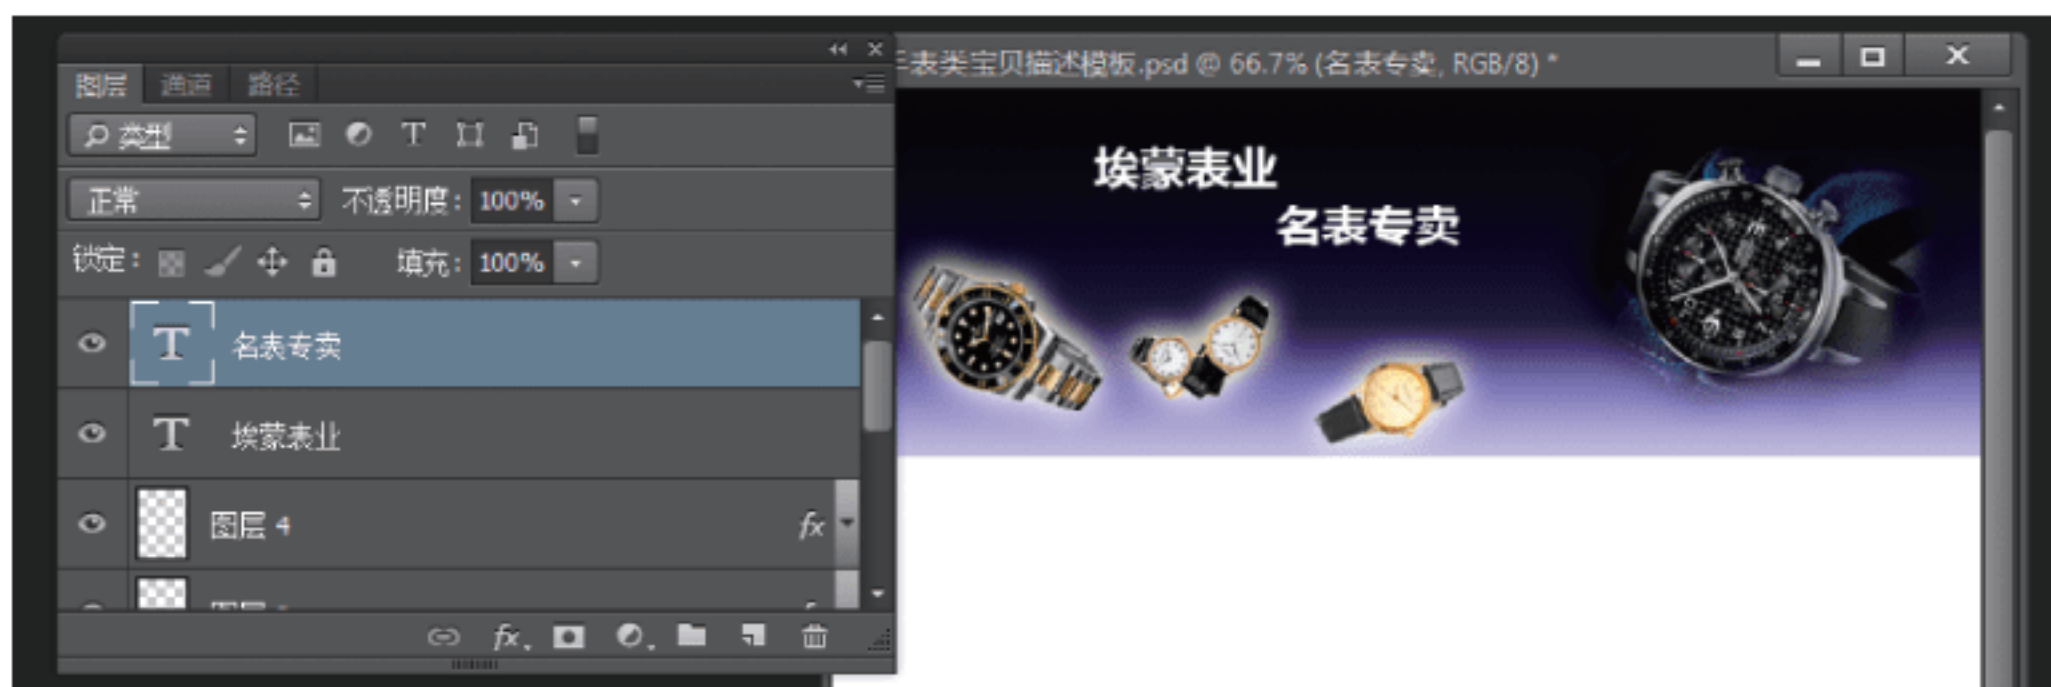 表类宝贝描述模板.psd @ 66.7% (名表专卖, RGB/8) *
图层 通道 路径
类型
正常 不透明度: 100%
锁定: 填充: 100%
T 名表专卖
T 埃蒙表业
图层 4 fx
fx
埃蒙表业
名表专卖